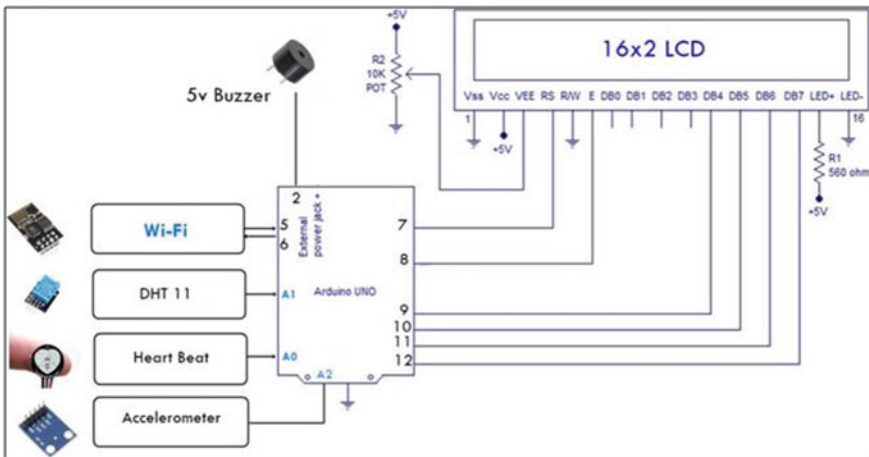 +5V
R2
10K
POT
16x2 LCD
Vss Vcc VEE RS R/W E DB0 DB1 DB2 DB3 DB4 DB5 DB6 DB7 LED+ LED-
1
16
+5V
R1
560 ohm
+5V
5v Buzzer
2
External
power jack +
Wi-Fi
5
6
7
8
DHT 11
A1
Arduino UNO
9
10
11
12
Heart Beat
A0
A2
Accelerometer